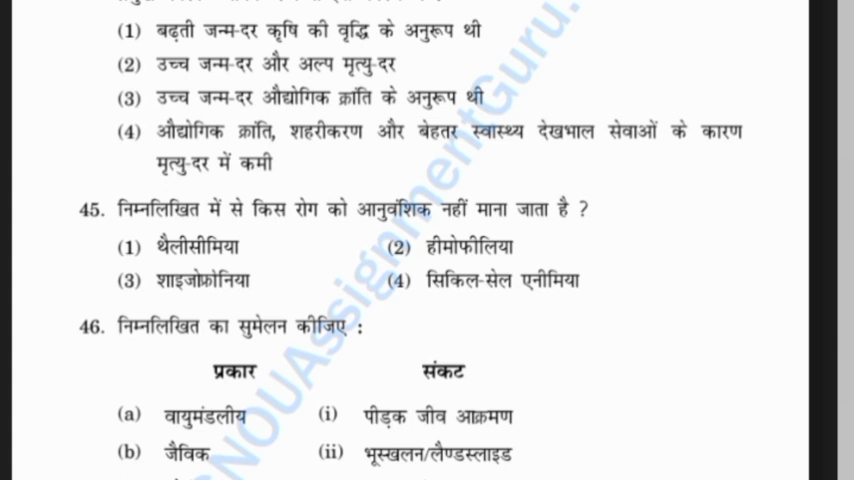 (1) बढ़ती जन्म-दर कृषि की वृद्धि के अनुरूप थी
(2) उच्च जन्म-दर और अल्प मृत्यु-दर
(3) उच्च जन्म-दर औद्योगिक क्रांति के अनुरूप थी
(4) औद्योगिक क्रांति, शहरीकरण और बेहतर स्वास्थ्य देखभाल सेवाओं के कारण
मृत्यु-दर में कमी
45. निम्नलिखित में से किस रोग को आनुवंशिक नहीं माना जाता है ?
(1) थैलीसीमिया (2) हीमोफीलिया
(3) शाइजोफ्रोनिया (4) सिकिल-सेल एनीमिया
46. निम्नलिखित का सुमेलन कीजिए :
प्रकार संकट
(a) वायुमंडलीय (i) पीड़क जीव आक्रमण
(b) जैविक (ii) भूस्खलन/लैण्डस्लाइड
GNOUAssignmentGuru.